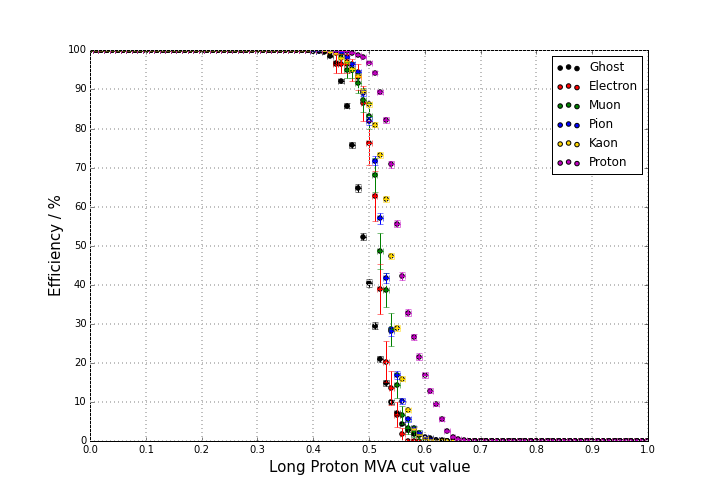 100
90
80
70
60
50
40
30
20
10
0
Efficiency / %
Ghost
Electron
Muon
Pion
Kaon
Proton
0.0 0.1 0.2 0.3 0.4 0.5 0.6 0.7 0.8 0.9 1.0
Long Proton MVA cut value